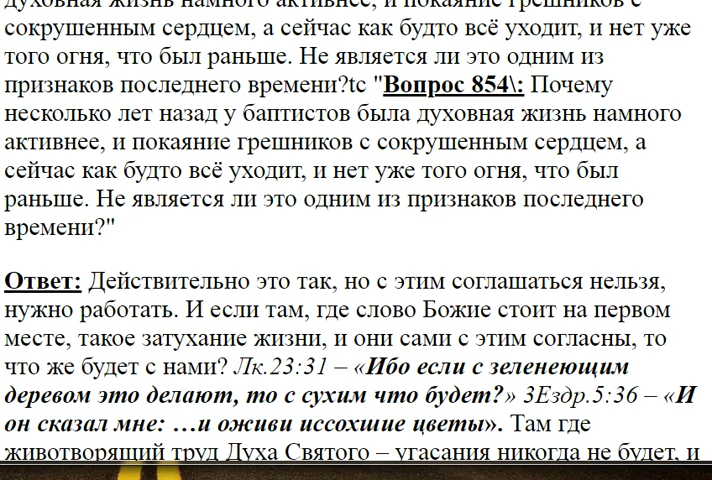 духовная жизнь намного активнее, и покаяние грешников с
сокрушенным сердцем, а сейчас как будто всё уходит, и нет уже
того огня, что был раньше. Не является ли это одним из
признаков последнего времени?tc "Вопрос 854\: Почему
несколько лет назад у баптистов была духовная жизнь намного
активнее, и покаяние грешников с сокрушенным сердцем, а
сейчас как будто всё уходит, и нет уже того огня, что был
раньше. Не является ли это одним из признаков последнего
времени?"
Ответ: Действительно это так, но с этим соглашаться нельзя,
нужно работать. И если там, где слово Божие стоит на первом
месте, такое затухание жизни, и они сами с этим согласны, то
что же будет с нами? Лк.23:31 – «Ибо если с зеленеющим
деревом это делают, то с сухим что будет?» 3Ездр.5:36 – «И
он сказал мне: …и оживи иссохшие цветы». Там где
животворящий труд Духа Святого – угасания никогда не будет, и